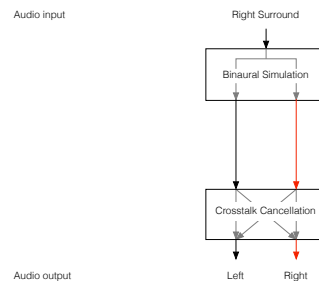 Audio input Right Surround
Binaural Simulation
Crosstalk Cancellation
Audio output Left Right